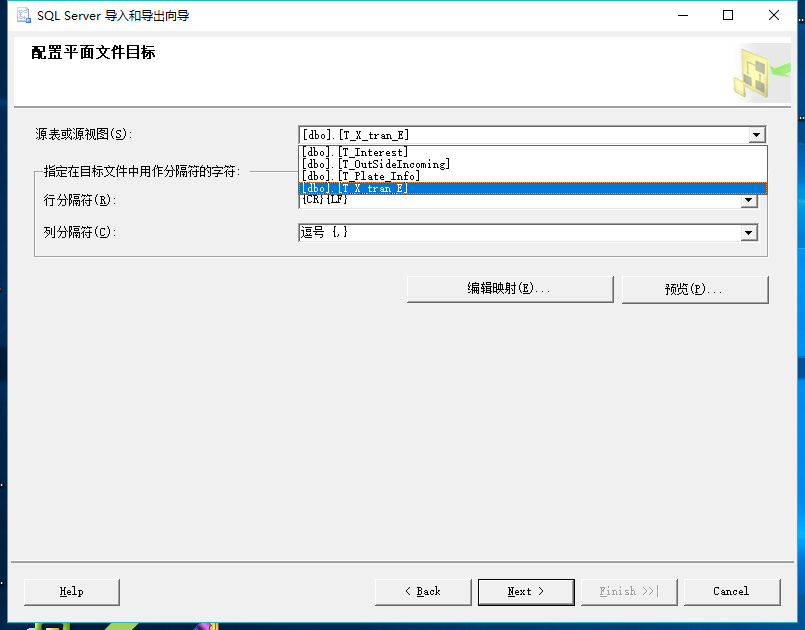 SQL Server 导入和导出向导
配置平面文件目标
源表或源视图(S):
[dbo].[T_X_tran_E]
[dbo].[T_Interest]
[dbo].[T_OutSideIncoming]
[dbo].[T_Plate_Info]
[dbo].[T_X_tran_E]
指定在目标文件中用作分隔符的字符:
行分隔符(R):
{CR}{LF}
列分隔符(C):
逗号 {,}
编辑映射(E)...
预览(P)...
Help
< Back
Next >
Finish >>|
Cancel